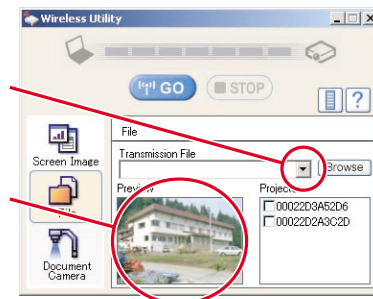 Wireless Utility
GO
STOP
?
File
Transmission File
Browse
Screen Image
Preview
00022D3A52D6
00022D2A3C2D
Document
Camera